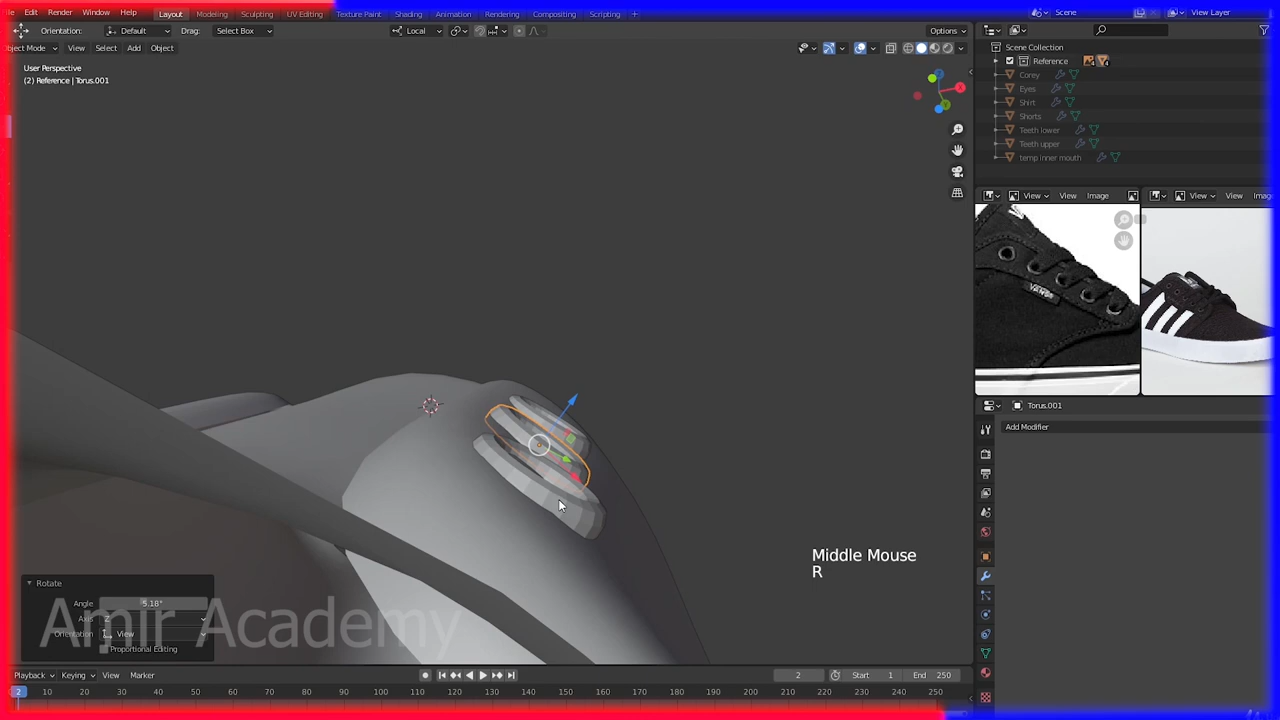 File Edit Render Window Help Layout Modeling Sculpting UV Editing Texture Paint Shading Animation Rendering Compositing Scripting + Scene View Layer
Orientation: Default Drag: Select Box Local Options
Object Mode View Select Add Object
User Perspective
(2) Reference | Torus.001
Scene Collection
Reference
Corey
Eyes
Shirt
Shorts
Teeth lower
Teeth upper
temp inner mouth
View View Image View View
VANS
Torus.001
Add Modifier
Middle Mouse
R
Rotate
Angle 5.18°
Axis Z
Orientation View
Proportional Editing
Amir Academy
Playback Keying View Marker 2 Start 1 End 250
2 10 20 30 40 50 60 70 80 90 100 110 120 130 140 150 160 170 180 190 200 210 220 230 240 250